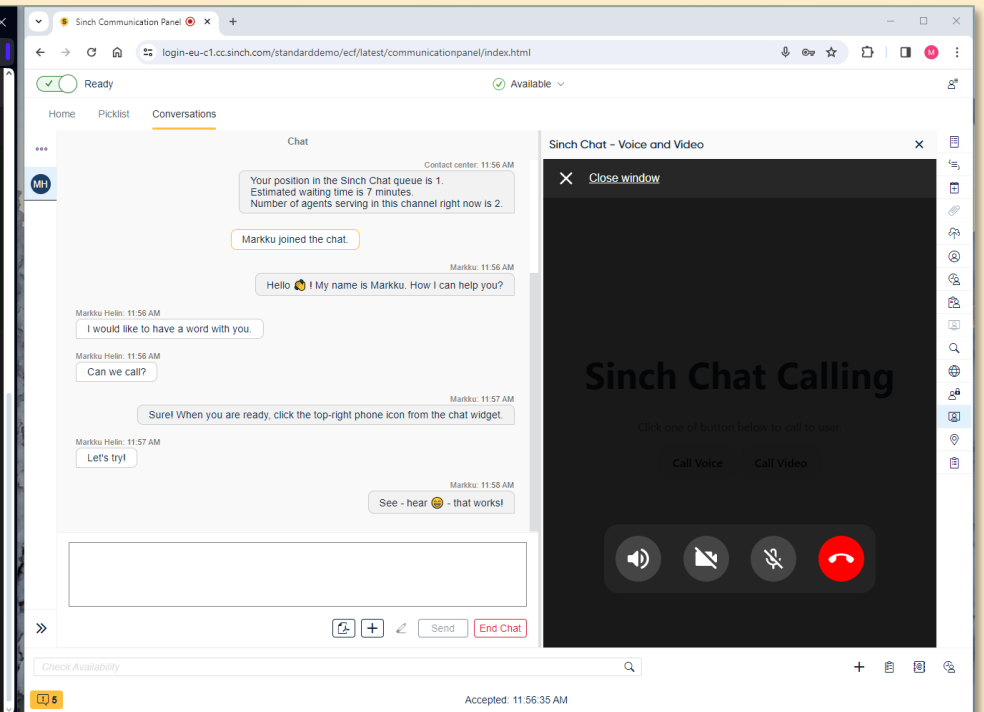 Sinch Communication Panel
login-eu-c1.cc.sinch.com/standarddemo/ecf/latest/communicationpanel/index.html
M
Ready
Available
Home Picklist Conversations
MH
Chat
Contact center: 11:56 AM
Your position in the Sinch Chat queue is 1.
Estimated waiting time is 7 minutes.
Number of agents serving in this channel right now is 2.
Markku joined the chat.
Markku: 11:56 AM
Hello 👋 ! My name is Markku. How I can help you?
Markku Helin: 11:56 AM
I would like to have a word with you.
Markku Helin: 11:56 AM
Can we call?
Markku: 11:57 AM
Sure! When you are ready, click the top-right phone icon from the chat widget.
Markku Helin: 11:57 AM
Let's try!
Markku: 11:58 AM
See - hear 😄 - that works!
Send End Chat
Sinch Chat - Voice and Video
Close window
Sinch Chat Calling
Click one of button below to call to user.
Call Voice Call Video
Check Availability
5
Accepted: 11:56:35 AM